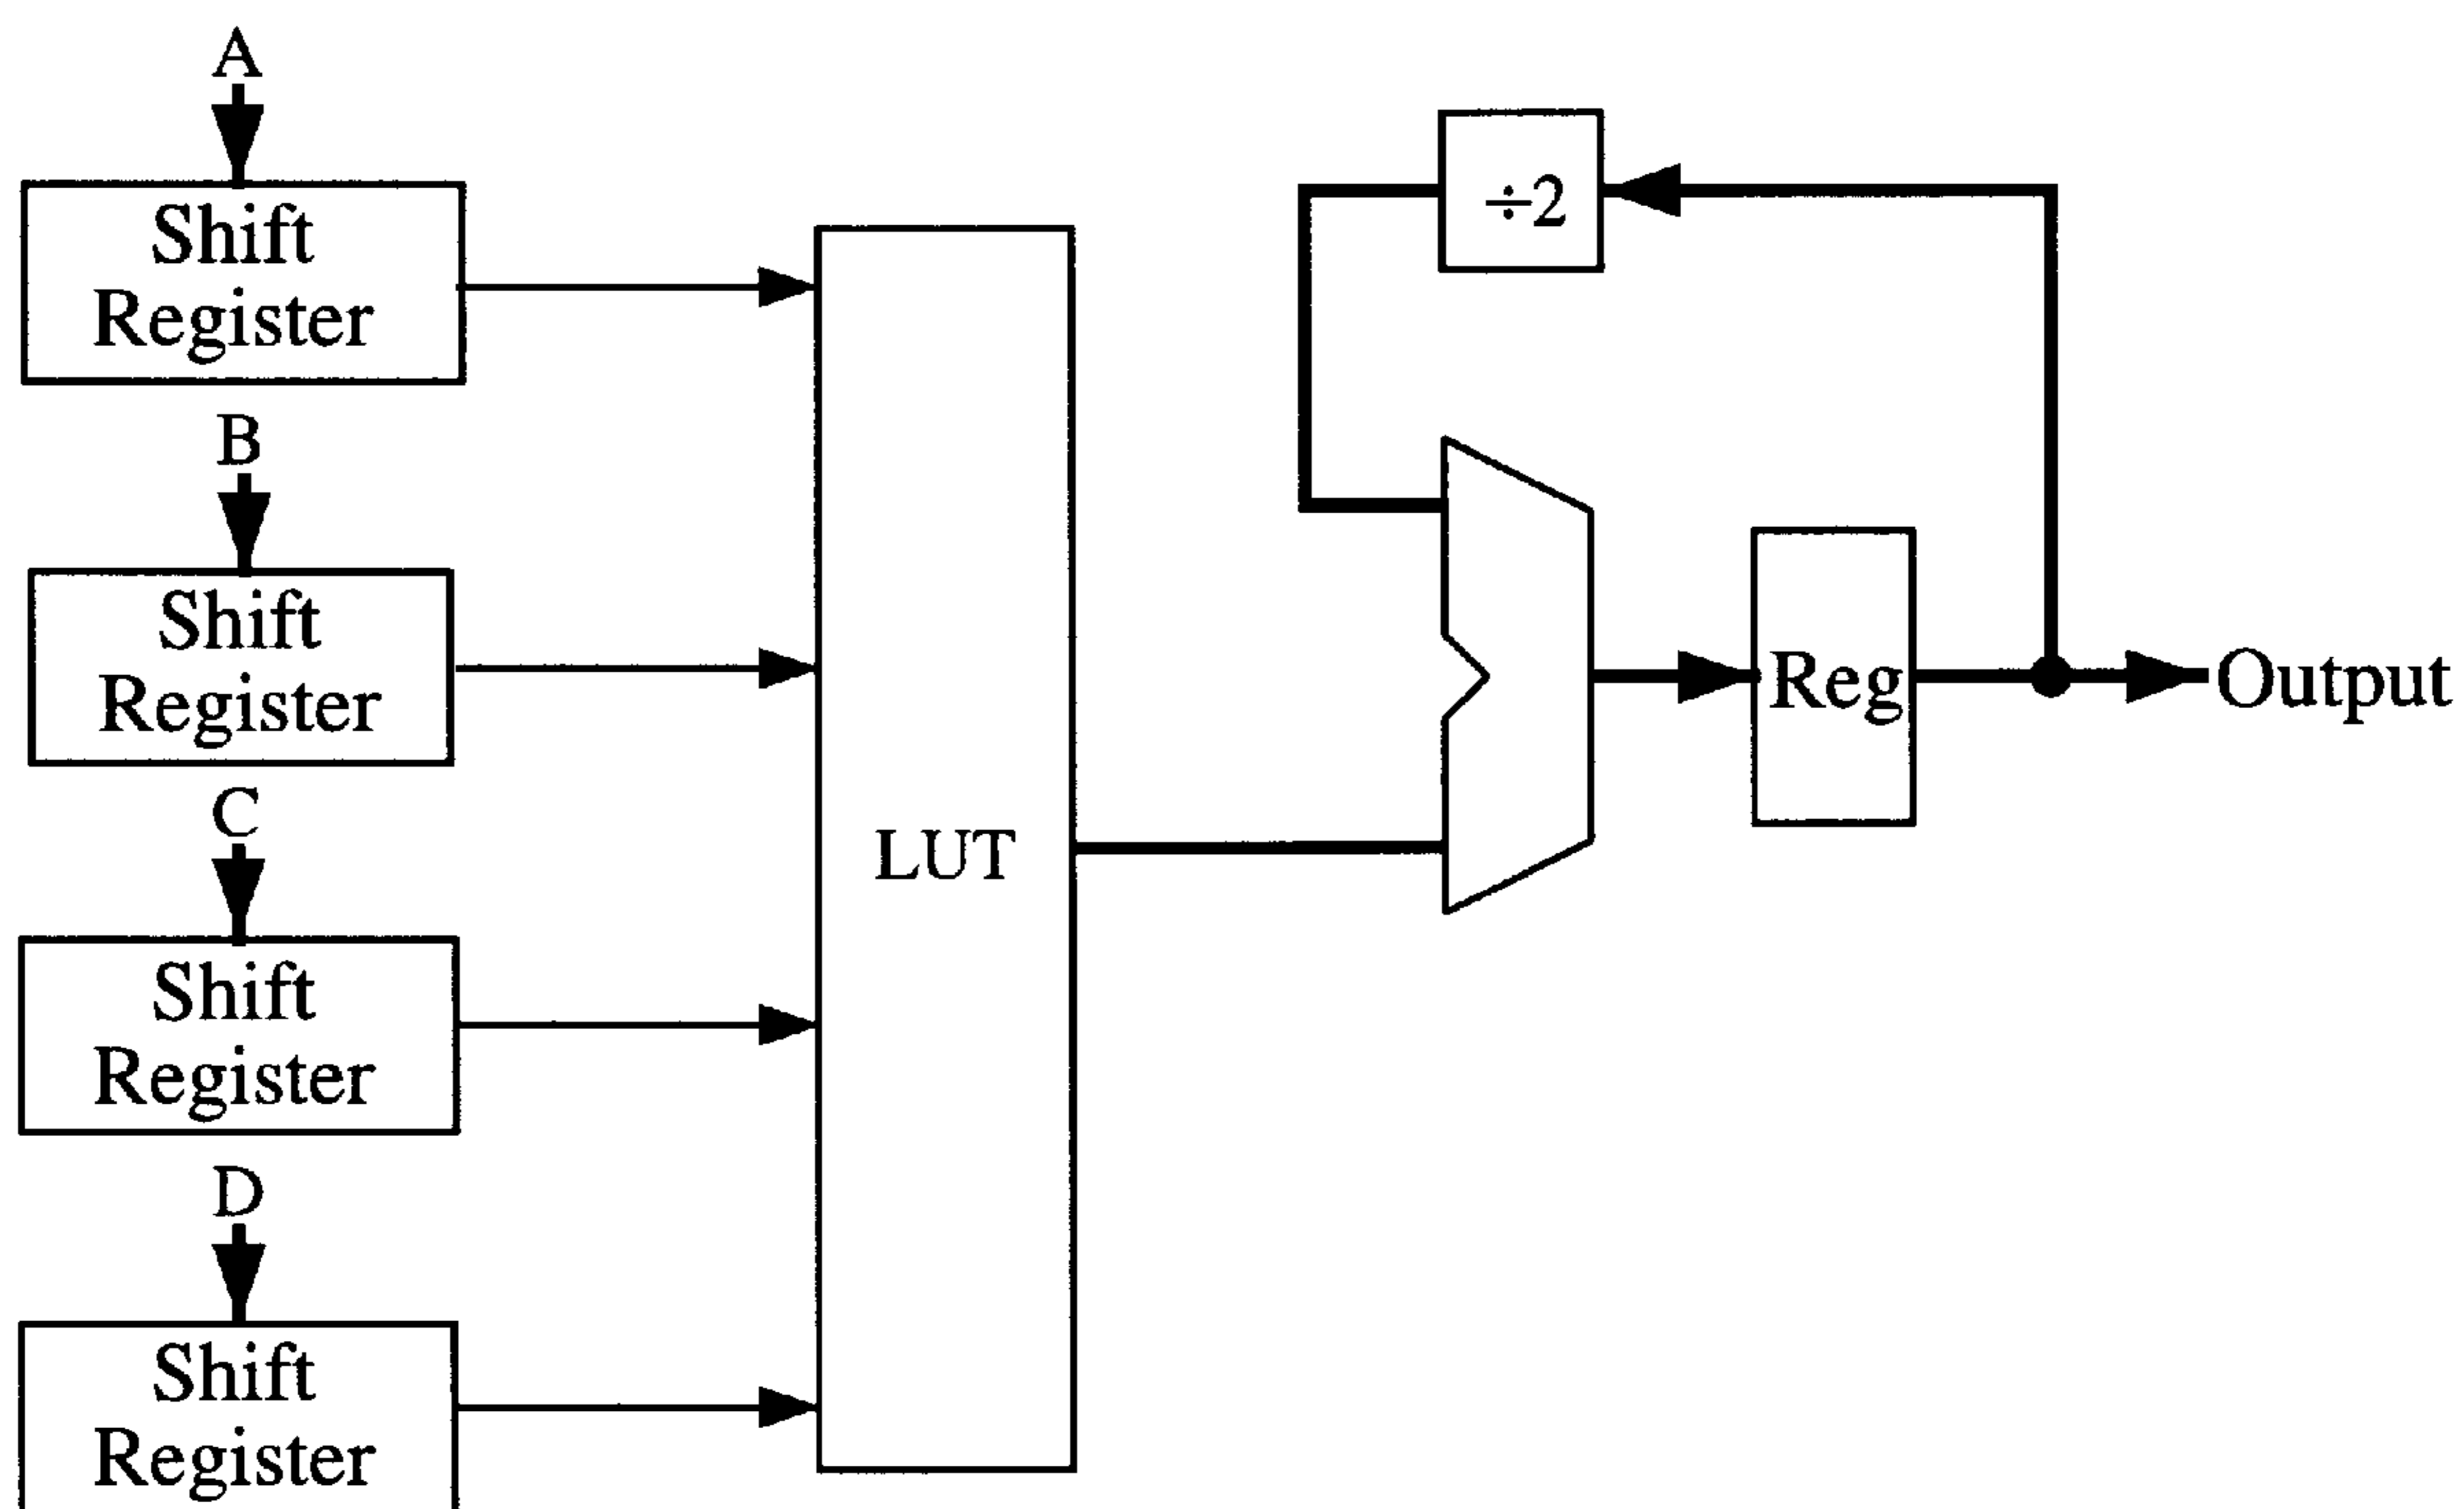 A
Shift
Register
B
Shift
Register
C
Shift
Register
D
Shift
Register
LUT
÷2
Reg
Output